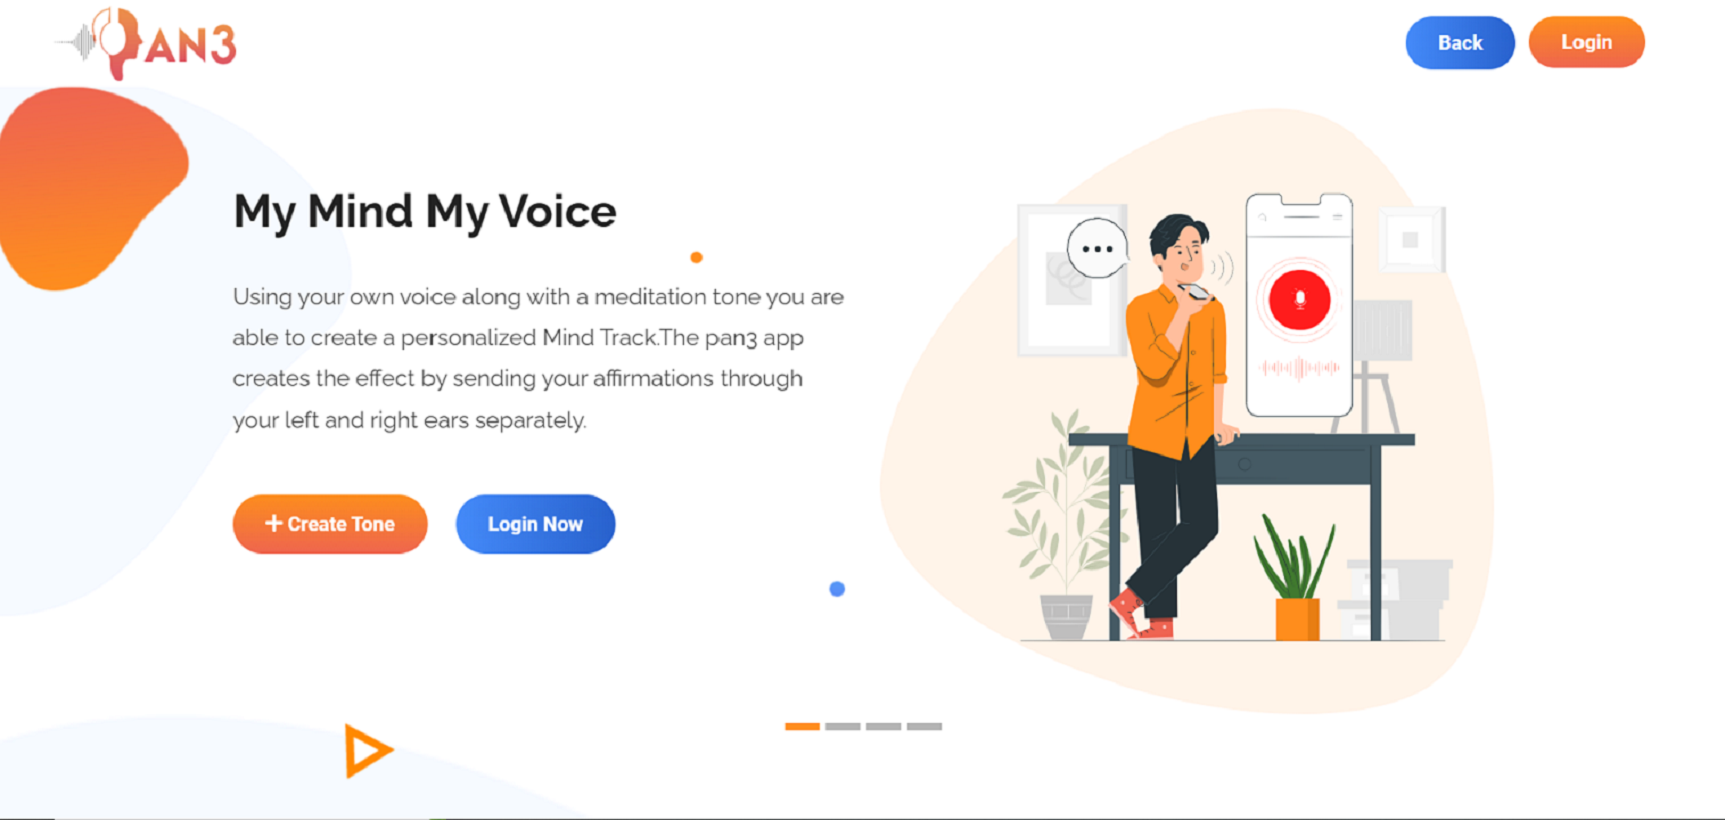 PAN3
Back
Login
My Mind My Voice
Using your own voice along with a meditation tone you are
able to create a personalized Mind Track.The pan3 app
creates the effect by sending your affirmations through
your left and right ears separately.
+ Create Tone
Login Now